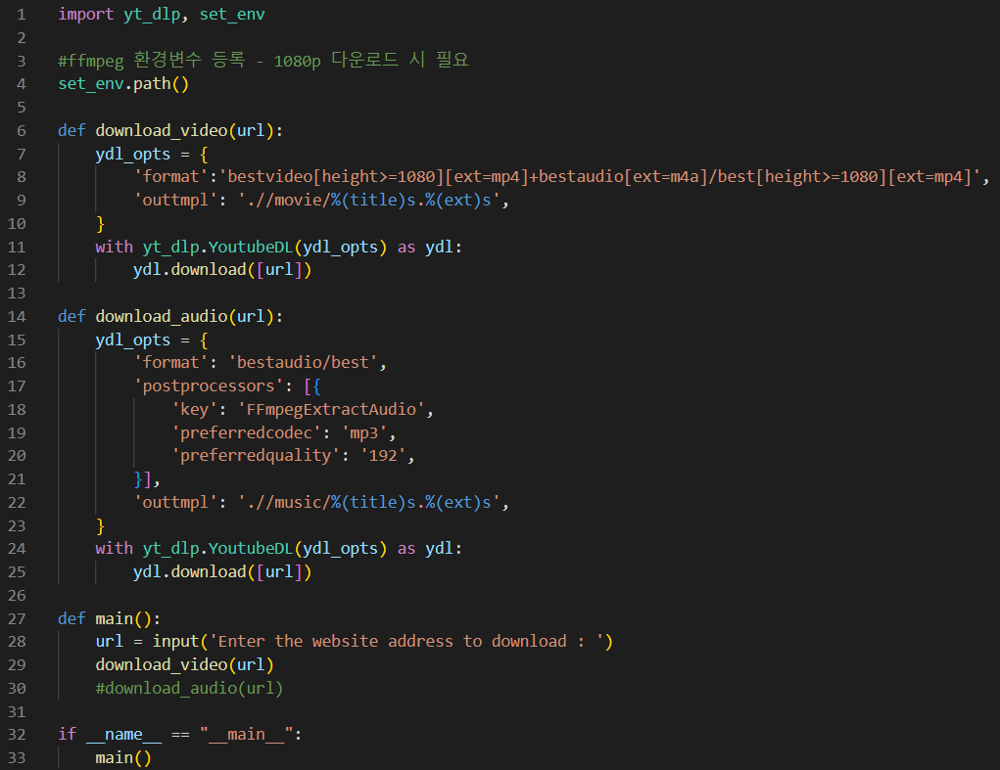 1 import yt_dlp, set_env
2
3 #ffmpeg 환경변수 등록 - 1080p 다운로드 시 필요
4 set_env.path()
5
6 def download_video(url):
7     ydl_opts = {
8         'format':'bestvideo[height>=1080][ext=mp4]+bestaudio[ext=m4a]/best[height>=1080][ext=mp4]',
9         'outtmpl': './/movie/%(title)s.%(ext)s',
10     }
11     with yt_dlp.YoutubeDL(ydl_opts) as ydl:
12         ydl.download([url])
13
14 def download_audio(url):
15     ydl_opts = {
16         'format': 'bestaudio/best',
17         'postprocessors': [{
18             'key': 'FFmpegExtractAudio',
19             'preferredcodec': 'mp3',
20             'preferredquality': '192',
21         }],
22         'outtmpl': './/music/%(title)s.%(ext)s',
23     }
24     with yt_dlp.YoutubeDL(ydl_opts) as ydl:
25         ydl.download([url])
26
27 def main():
28     url = input('Enter the website address to download : ')
29     download_video(url)
30     #download_audio(url)
31
32 if __name__ == "__main__":
33     main()